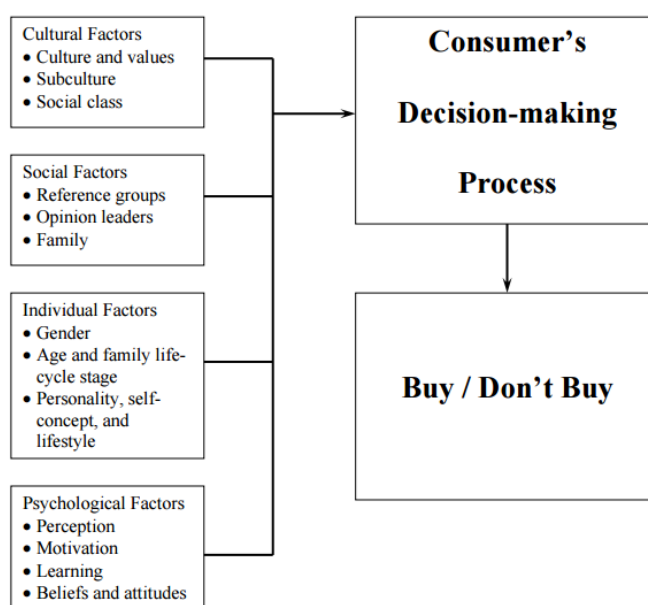 Cultural Factors
• Culture and values
• Subculture
• Social class
Social Factors
• Reference groups
• Opinion leaders
• Family
Individual Factors
• Gender
• Age and family life-
cycle stage
• Personality, self-
concept, and
lifestyle
Psychological Factors
• Perception
• Motivation
• Learning
• Beliefs and attitudes
Consumer’s
Decision-making
Process
Buy / Don’t Buy